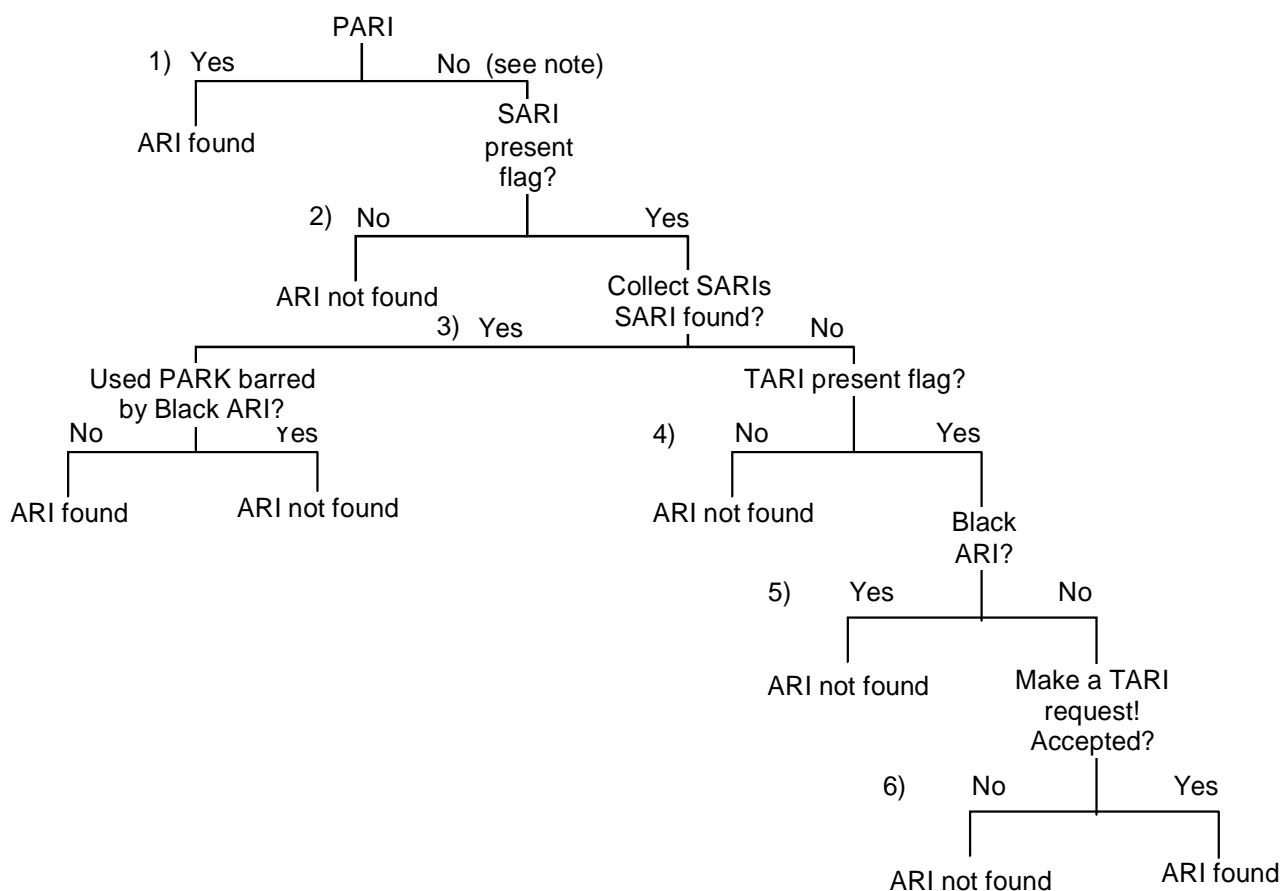 PARI
1) Yes No (see note)
ARI found
SARI
present
flag?
2) No Yes
ARI not found
Collect SARIs
SARI found?
3) Yes No
Used PARK barred
by Black ARI?
TARI present flag?
No Yes
4) No Yes
ARI found
ARI not found
ARI not found
Black
ARI?
5) Yes No
ARI not found
Make a TARI
request!
Accepted?
6) No Yes
ARI not found
ARI found